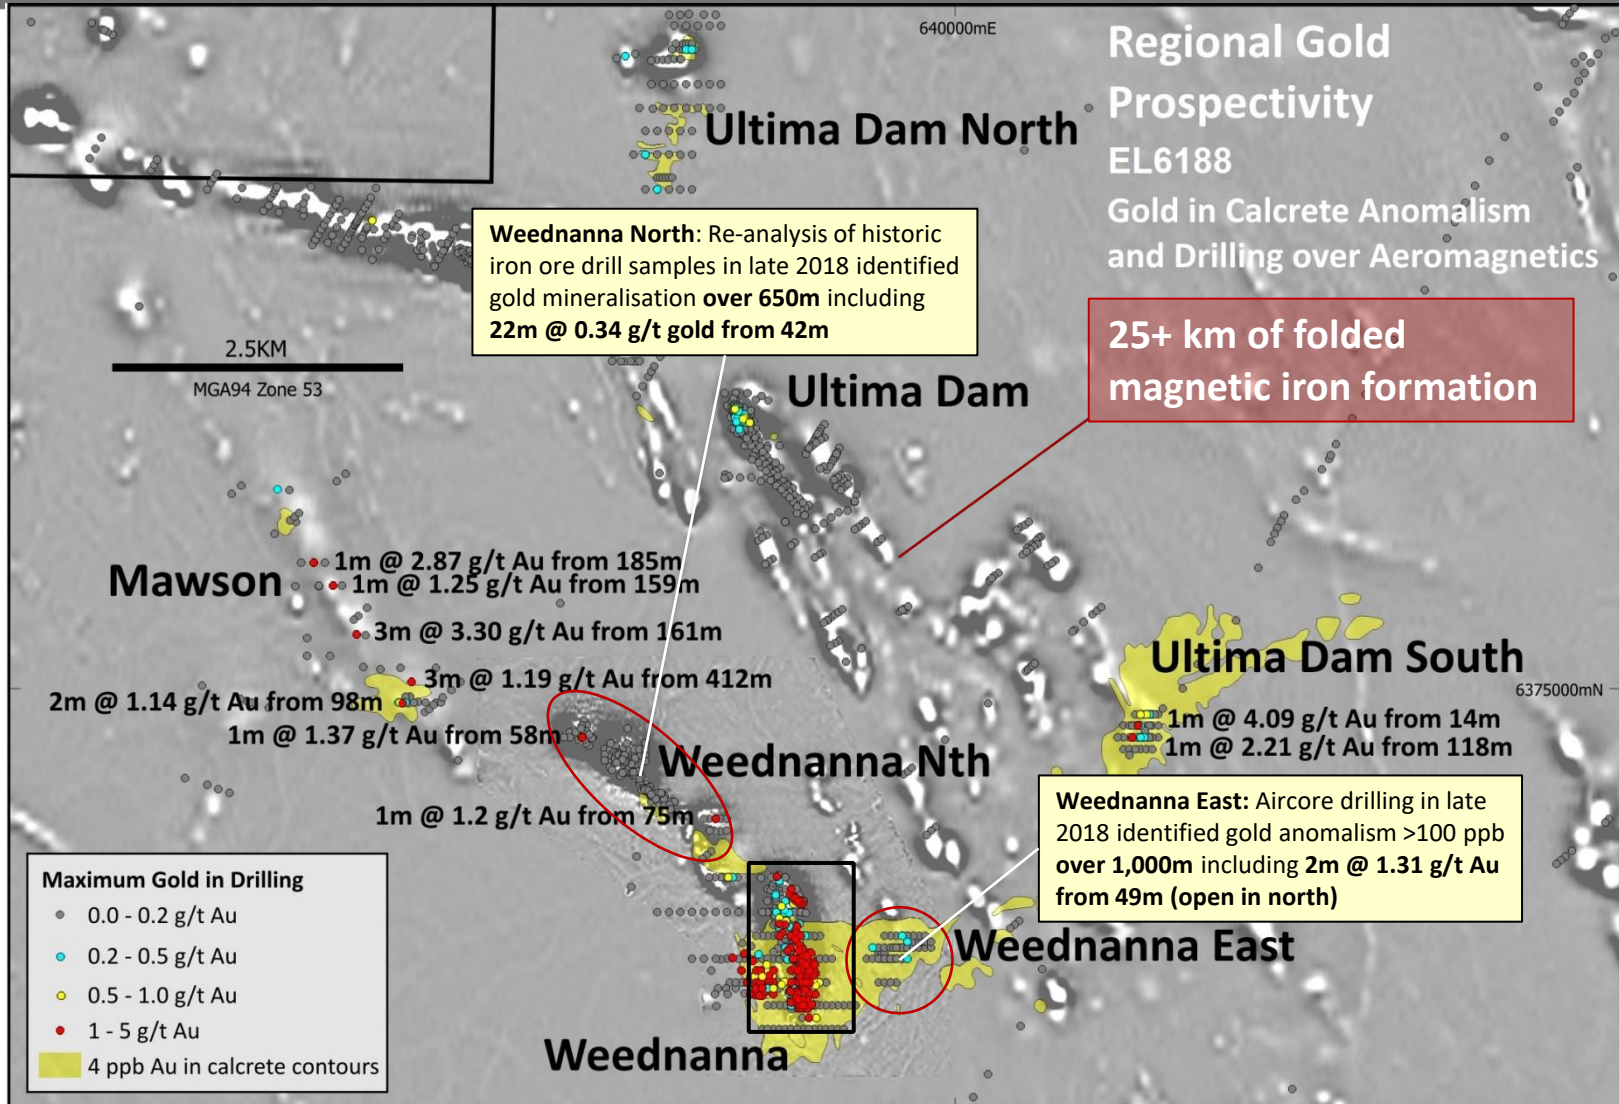 640000mE
Regional Gold
Prospectivity
EL6188
Gold in Calcrete Anomalism
and Drilling over Aeromagnetics
Ultima Dam North
Weednanna North: Re-analysis of historic
iron ore drill samples in late 2018 identified
gold mineralisation over 650m including
22m @ 0.34 g/t gold from 42m
25+ km of folded
magnetic iron formation
2.5KM
MGA94 Zone 53
Ultima Dam
Mawson
1m @ 2.87 g/t Au from 185m
1m @ 1.25 g/t Au from 159m
3m @ 3.30 g/t Au from 161m
3m @ 1.19 g/t Au from 412m
2m @ 1.14 g/t Au from 98m
1m @ 1.37 g/t Au from 58m
Ultima Dam South
6375000mN
1m @ 4.09 g/t Au from 14m
1m @ 2.21 g/t Au from 118m
Weednanna Nth
1m @ 1.2 g/t Au from 75m
Weednanna East: Aircore drilling in late
2018 identified gold anomalism >100 ppb
over 1,000m including 2m @ 1.31 g/t Au
from 49m (open in north)
Weednanna East
Weednanna
Maximum Gold in Drilling
0.0 - 0.2 g/t Au
0.2 - 0.5 g/t Au
0.5 - 1.0 g/t Au
1 - 5 g/t Au
4 ppb Au in calcrete contours